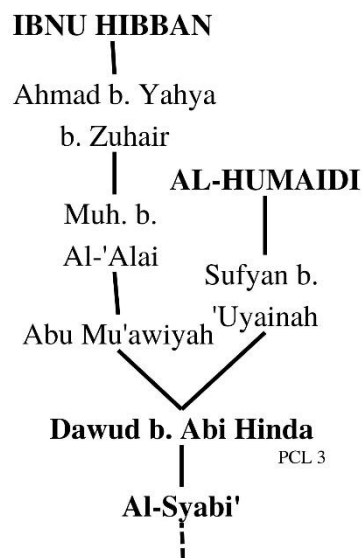 IBNU HIBBAN
Ahmad b. Yahya
b. Zuhair
AL-HUMAIDI
Muh. b.
Al-'Alai
Sufyan b.
'Uyainah
Abu Mu'awiyah
Dawud b. Abi Hinda
PCL 3
Al-Syabi'